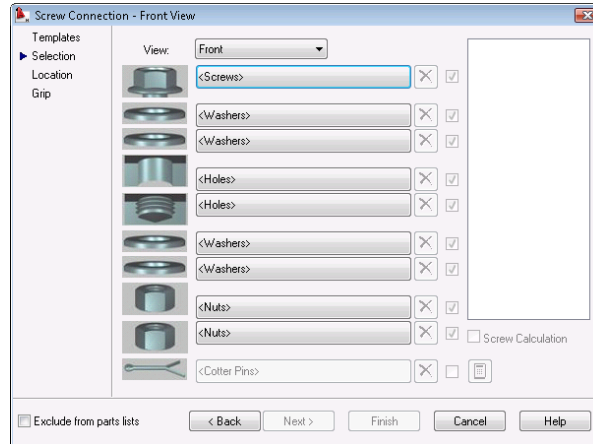 Screw Connection - Front View
Templates
Selection
Location
Grip
View:
Front
<Screws>
<Washers>
<Washers>
<Holes>
<Holes>
<Washers>
<Washers>
<Nuts>
<Nuts>
<Cotter Pins>
Screw Calculation
Exclude from parts lists
< Back
Next >
Finish
Cancel
Help